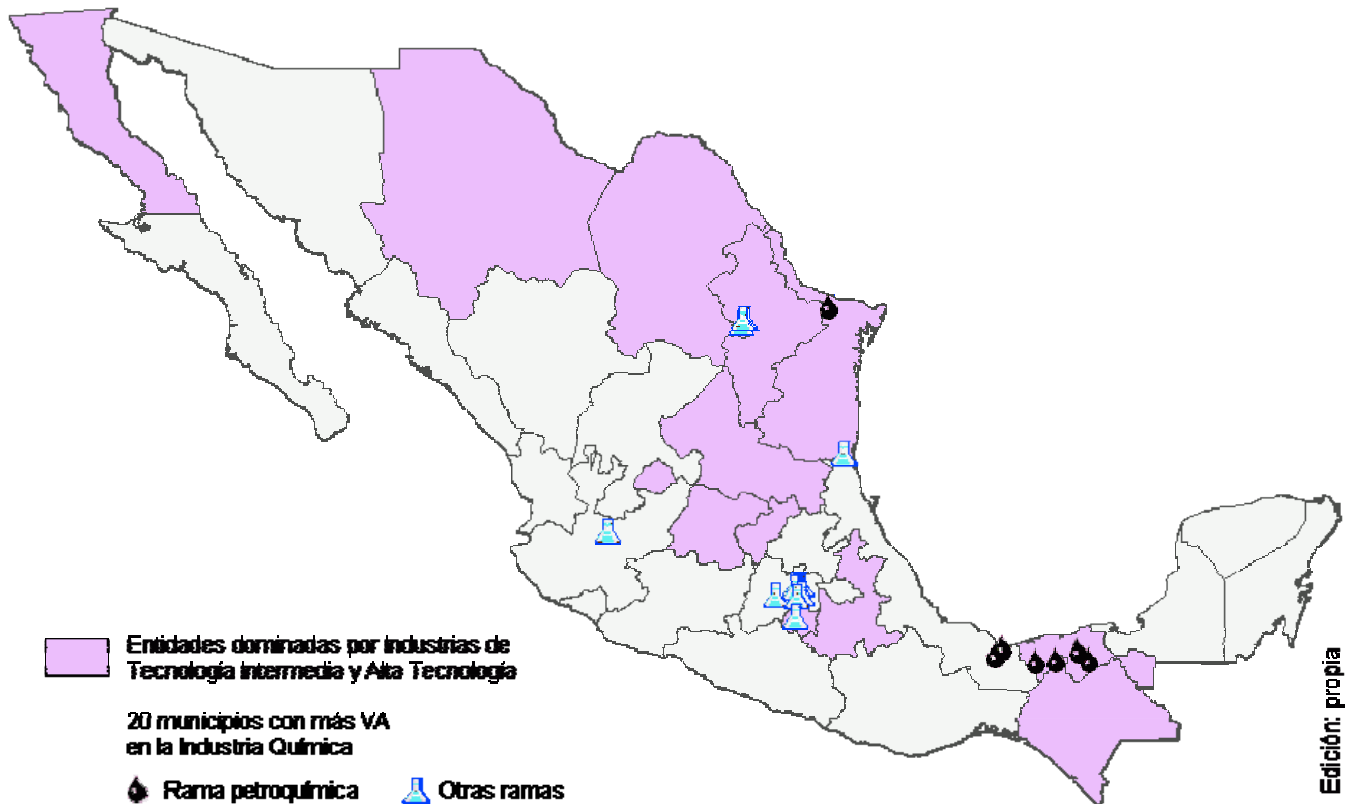 Entidades dominadas por Industrias de
Tecnología Intermedia y Alta Tecnología
20 municipios con más VA
en la Industria Química
Rama petroquímica
Otras ramas
Edición: propia